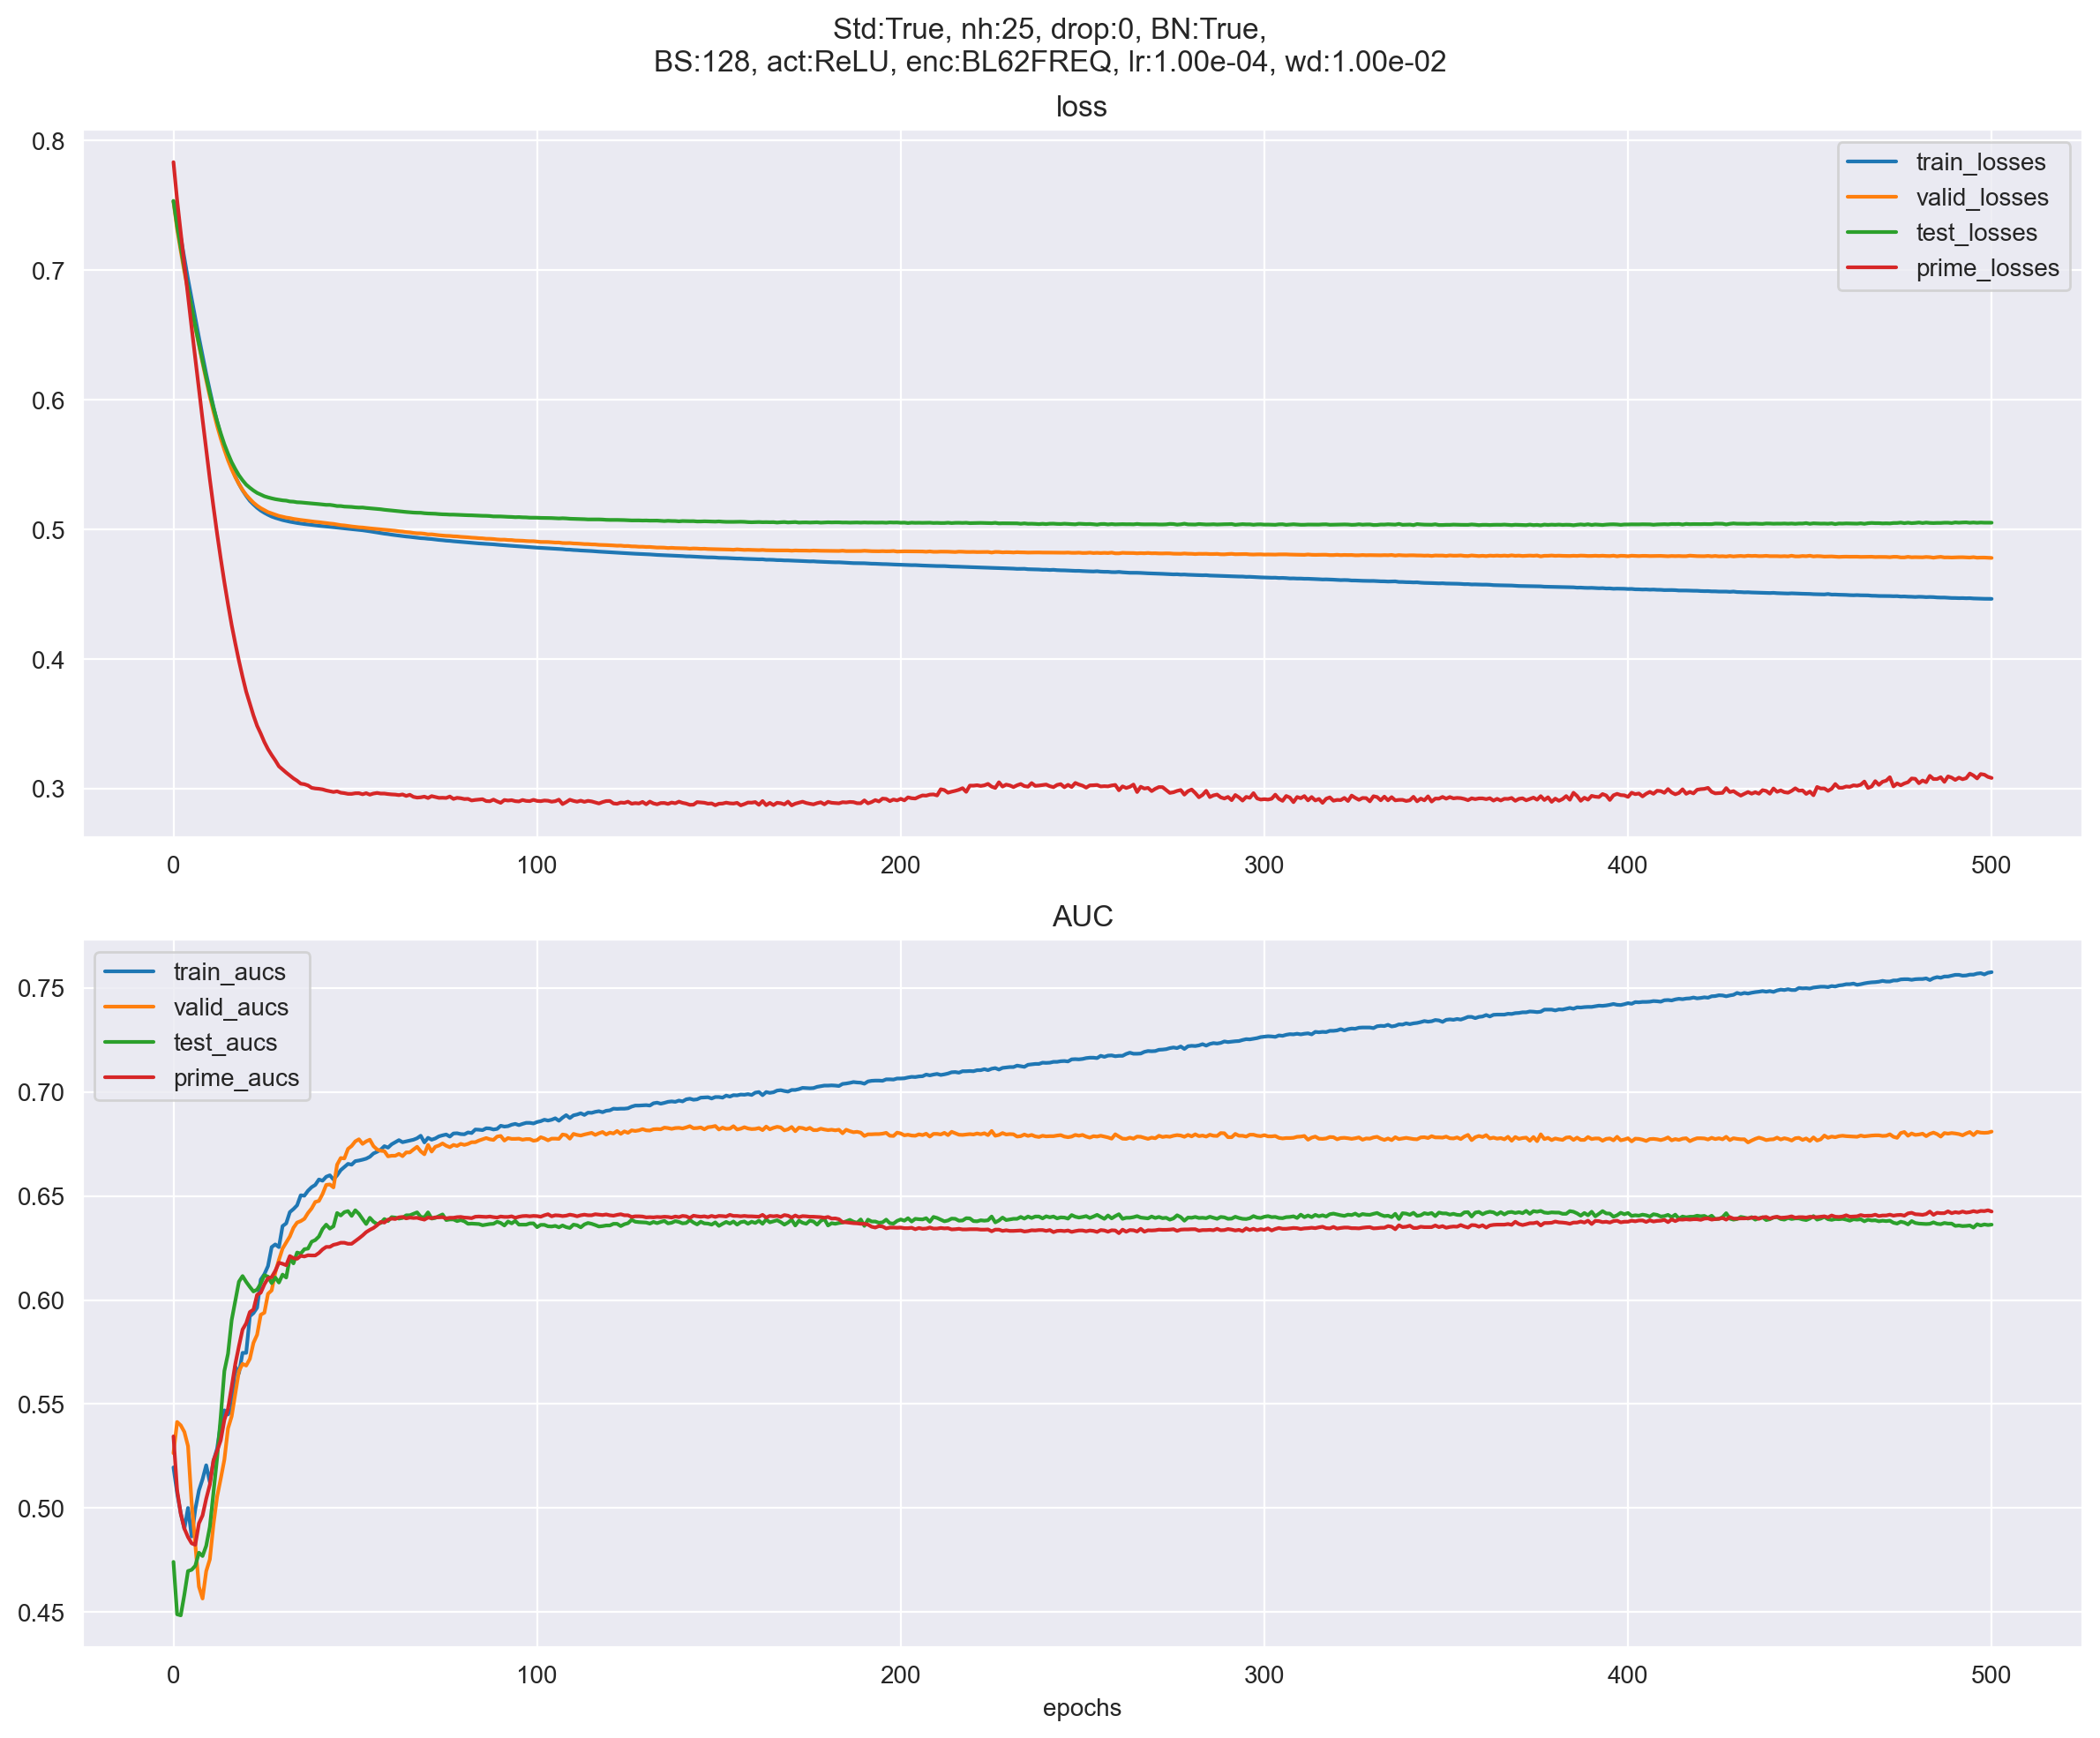 Std:True, nh:25, drop:0, BN:True,
BS:128, act:ReLU, enc:BL62FREQ, lr:1.00e-04, wd:1.00e-02
loss
0.8
0.7
0.6
0.5
0.4
0.3
train_losses
valid_losses
test_losses
prime_losses
0 100 200 300 400 500
AUC
0.75
0.70
0.65
0.60
0.55
0.50
0.45
train_aucs
valid_aucs
test_aucs
prime_aucs
0 100 200 300 400 500
epochs